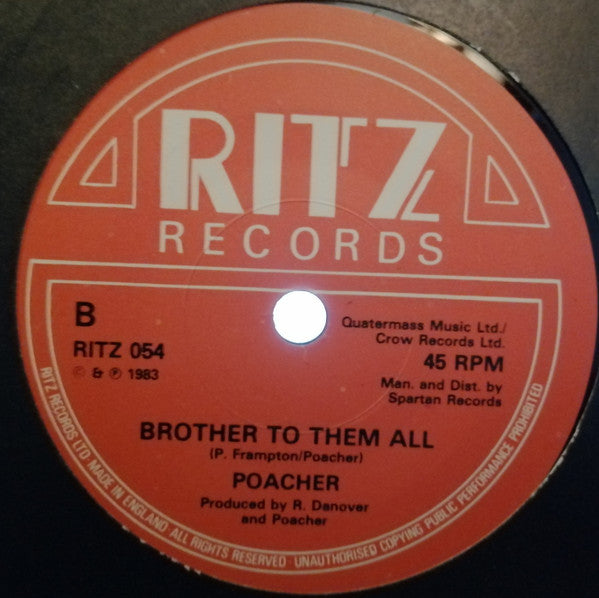 RITZ
RECORDS
B
RITZ 054
© & ℗ 1983
Quatermass Music Ltd./
Crow Records Ltd.
45 RPM
Man. and Dist. by
Spartan Records
BROTHER TO THEM ALL
(P. Frampton/Poacher)
POACHER
Produced by R. Danover
and Poacher
RITZ RECORDS LTD MADE IN ENGLAND. ALL RIGHTS RESERVED · UNAUTHORISED COPYING PUBLIC PERFORMANCE PROHIBITED